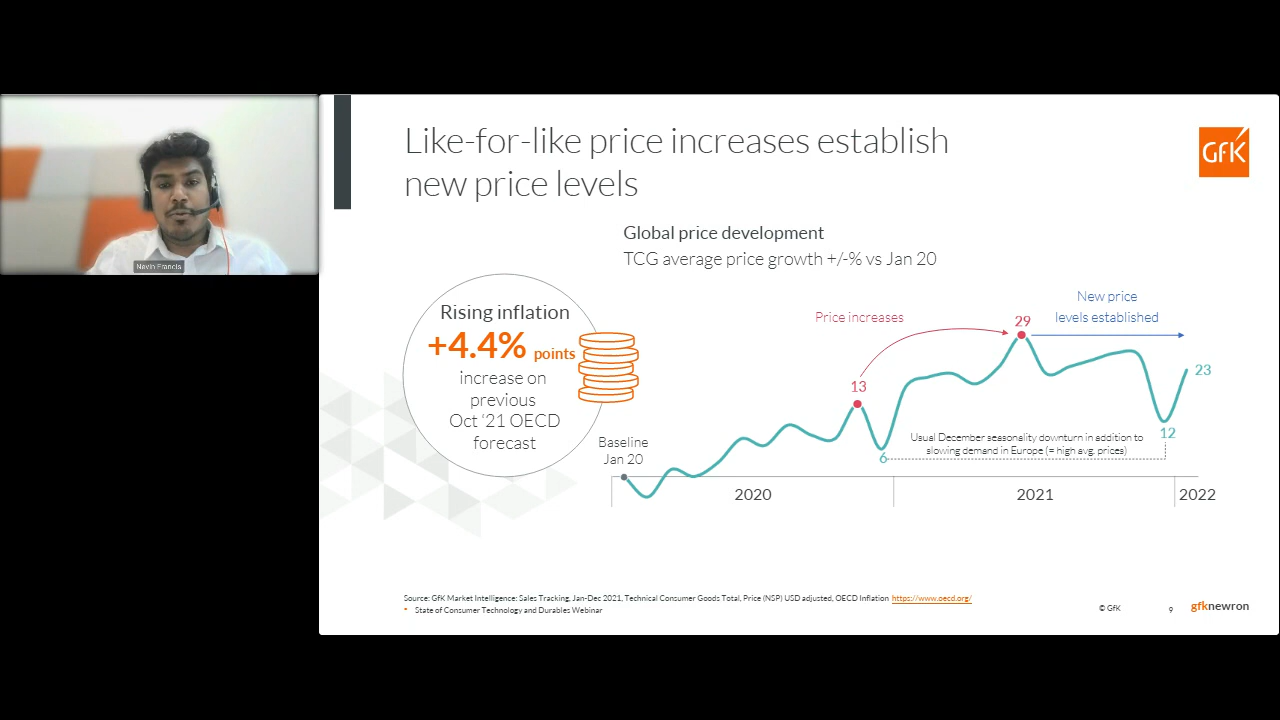 Nevin Francis
Like-for-like price increases establish
new price levels
GfK
Global price development
TCG average price growth +/-% vs Jan 20
Rising inflation
+4.4% points
increase on
previous
Oct ‘21 OECD
forecast
Baseline
Jan 20
Price increases
13
29
New price
levels established
23
6
Usual December seasonality downturn in addition to
slowing demand in Europe (= high avg. prices)
12
2020
2021
2022
Source: GfK Market Intelligence: Sales Tracking, Jan-Dec 2021, Technical Consumer Goods Total, Price (NSP) USD adjusted, OECD Inflation https://www.oecd.org/
State of Consumer Technology and Durables Webinar
© GfK
9
gfknewron